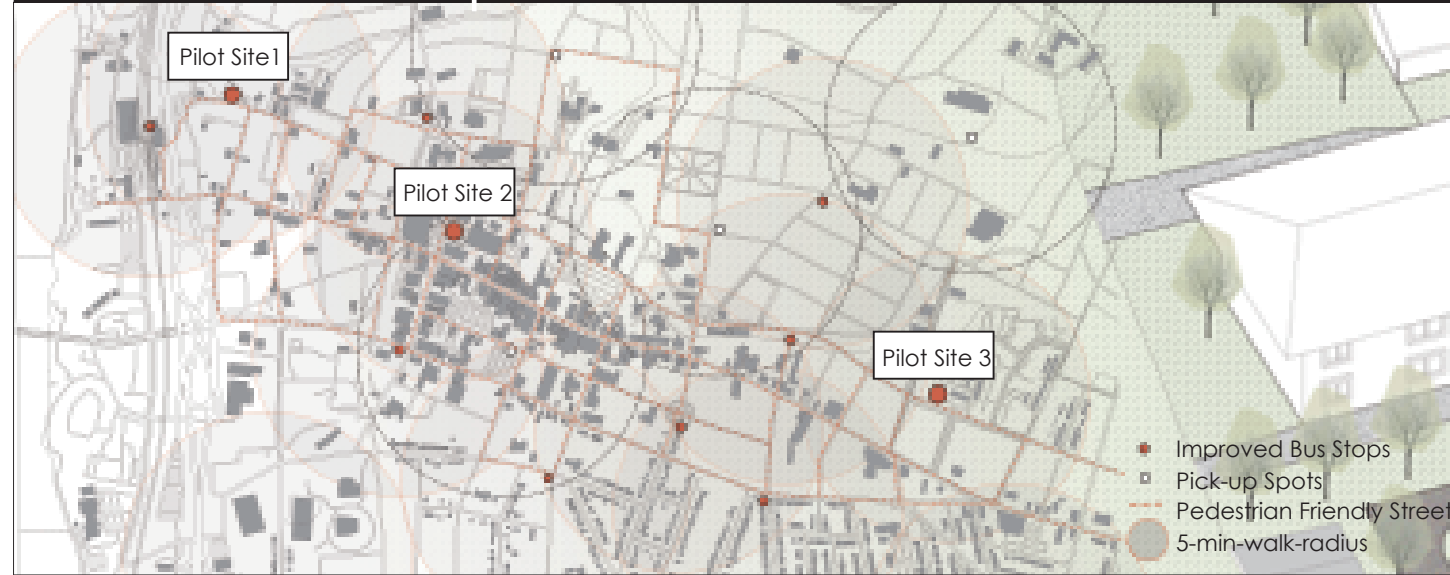 Pilot Site1
Pilot Site 2
Pilot Site 3
Improved Bus Stops
Pick-up Spots
Pedestrian Friendly Street
5-min-walk-radius